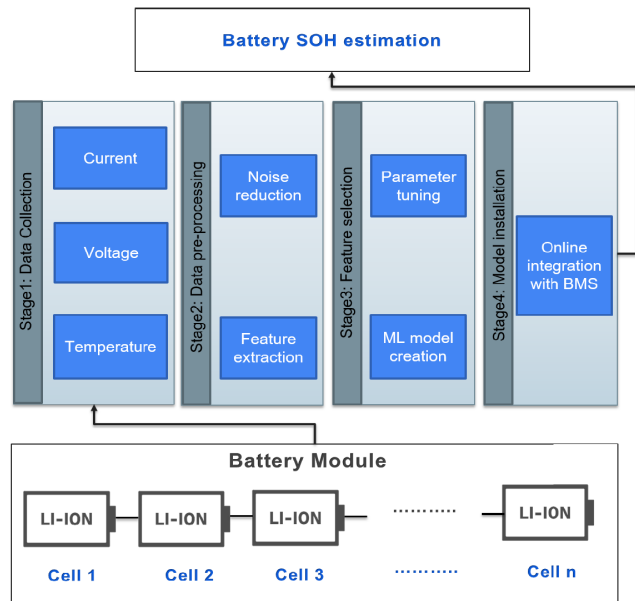 Battery SOH estimation
Stage1: Data Collection
Current
Voltage
Temperature
Stage2: Data pre-processing
Noise
reduction
Feature
extraction
Stage3: Feature selection
Parameter
tuning
ML model
creation
Stage4: Model installation
Online
integration
with BMS
Battery Module
LI-ION
LI-ION
LI-ION
............
LI-ION
Cell 1
Cell 2
Cell 3
............
Cell n